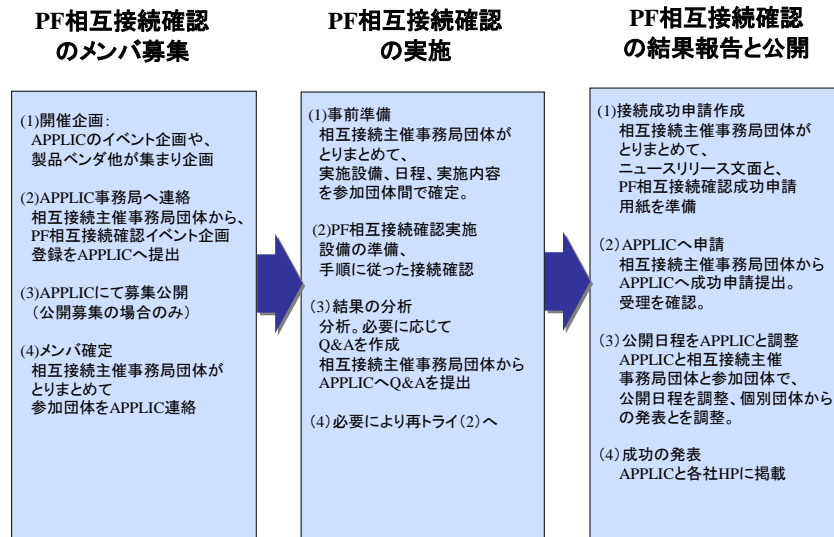 PF相互接続確認
のメンバ募集
(1)開催企画:
APPLICのイベント企画や、
製品ベンダ他が集まり企画
(2)APPLIC事務局へ連絡
相互接続主催事務局団体から、
PF相互接続確認イベント企画
登録をAPPLICへ提出
(3)APPLICにて募集公開
（公開募集の場合のみ）
(4)メンバ確定
相互接続主催事務局団体が
とりまとめて
参加団体をAPPLIC連絡
PF相互接続確認
の実施
(1)事前準備
相互接続主催事務局団体が
とりまとめて、
実施設備、日程、実施内容
を参加団体間で確定。
(2)PF相互接続確認実施
設備の準備、
手順に従った接続確認
(3)結果の分析
分析。必要に応じて
Q&Aを作成
相互接続主催事務局団体から
APPLICへQ&Aを提出
（4）必要により再トライ（2）へ
PF相互接続確認
の結果報告と公開
(1)接続成功申請作成
相互接続主催事務局団体が
とりまとめて、
ニュースリリース文面と、
PF相互接続確認成功申請
用紙を準備
（2）APPLICへ申請
相互接続主催事務局団体から
APPLICへ成功申請提出。
受理を確認。
（3）公開日程をAPPLICと調整
APPLICと相互接続主催
事務局団体と参加団体で、
公開日程を調整、個別団体から
の発表とを調整。
（4）成功の発表
APPLICと各社HPに掲載